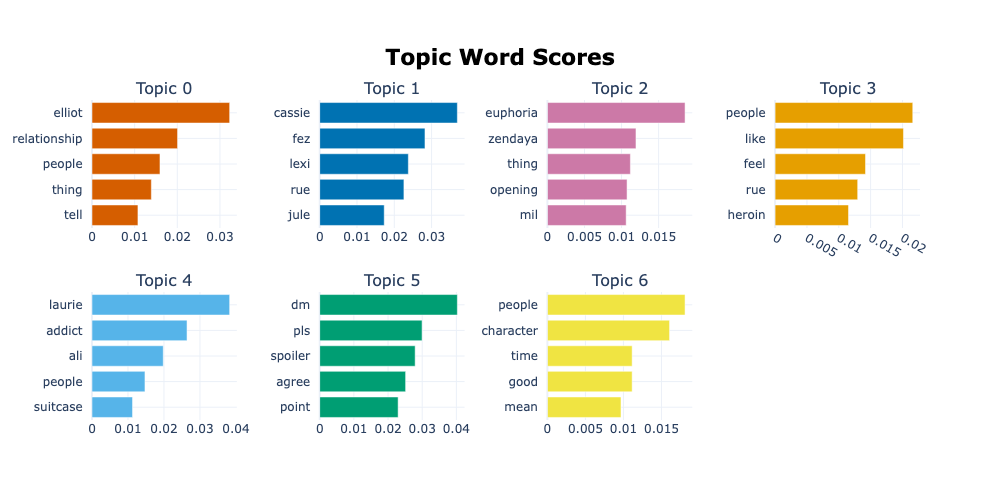 Topic Word Scores
Topic 0
elliot
relationship
people
thing
tell
0 0.01 0.02 0.03
Topic 1
cassie
fez
lexi
rue
jule
0 0.01 0.02 0.03
Topic 2
euphoria
zendaya
thing
opening
mil
0 0.005 0.01 0.015
Topic 3
people
like
feel
rue
heroin
0 0.005 0.01 0.015 0.02
Topic 4
laurie
addict
ali
people
suitcase
0 0.01 0.02 0.03 0.04
Topic 5
dm
pls
spoiler
agree
point
0 0.01 0.02 0.03 0.04
Topic 6
people
character
time
good
mean
0 0.005 0.01 0.015